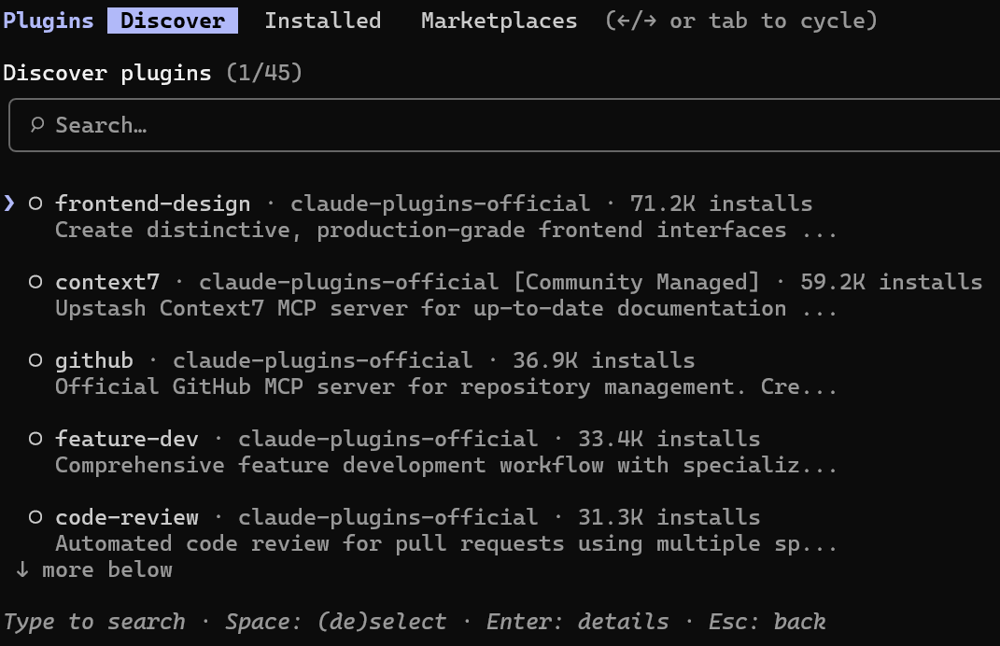 Plugins Discover Installed Marketplaces (←/→ or tab to cycle)
Discover plugins (1/45)
⌕ Search…
❯ ○ frontend-design · claude-plugins-official · 71.2K installs
Create distinctive, production-grade frontend interfaces ...
○ context7 · claude-plugins-official [Community Managed] · 59.2K installs
Upstash Context7 MCP server for up-to-date documentation ...
○ github · claude-plugins-official · 36.9K installs
Official GitHub MCP server for repository management. Cre...
○ feature-dev · claude-plugins-official · 33.4K installs
Comprehensive feature development workflow with specializ...
○ code-review · claude-plugins-official · 31.3K installs
Automated code review for pull requests using multiple sp...
↓ more below
Type to search · Space: (de)select · Enter: details · Esc: back